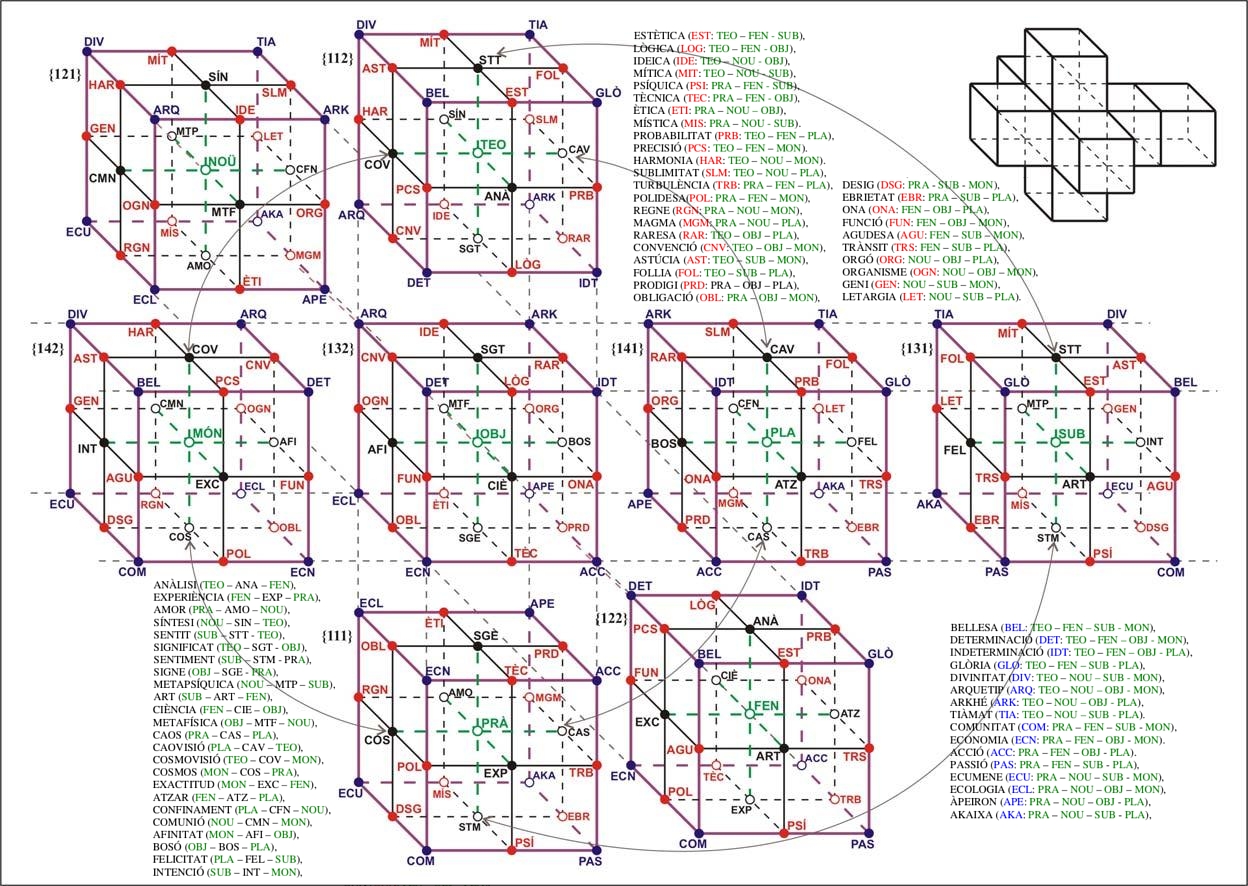 DIV
TIA
MÍT
{121}
SÍN
HAR
SLM
ARQ
IDE
ARK
GEN
MTP
LET
INOÜ
CMN
CFN
OGN
MTF
ORG
ECU
MÍS
AKA
RGN
AMO
MGM
ÈTI
ECL
APE
DIV
TIA
MÍT
{112}
STT
AST
FOL
BEL
EST
GLÒ
HAR
SÍN
SLM
ITEO
COV
CAV
PCS
ANÀ
PRB
ARQ
IDE
ARK
CNV
SGT
RAR
LÒG
DET
IDT
ESTÈTICA (EST: TEO – FEN - SUB),
LÒGICA (LOG: TEO – FEN - OBJ),
IDEICA (IDE: TEO – NOU - OBJ),
MÍTICA (MIT: TEO – NOU – SUB),
PSÍQUICA (PSI: PRA – FEN - SUB),
TÈCNICA (TEC: PRA – FEN - OBJ),
ÈTICA (ETI: PRA – NOU – OBJ),
MÍSTICA (MIS: PRA – NOU - SUB).
PROBABILITAT (PRB: TEO – FEN – PLA),
PRECISIÓ (PCS: TEO – FEN – MON).
HARMONIA (HAR: TEO – NOU – MON).
SUBLIMITAT (SLM: TEO – NOU – PLA),
TURBULÈNCIA (TRB: PRA – FEN – PLA),
POLIDESA(POL: PRA – FEN – MON),
REGNE (RGN: PRA – NOU – MON),
MAGMA (MGM: PRA – NOU – PLA),
RARESA (RAR: TEO – OBJ – PLA),
CONVENCIÓ (CNV: TEO – OBJ – MON),
ASTÚCIA (AST: TEO – SUB – MON),
FOL·LIA (FOL: TEO – SUB – PLA),
PRODIGI (PRD: PRA – OBJ – PLA),
OBLIGACIÓ (OBL: PRA – OBJ – MON),
DESIG (DSG: PRA - SUB - MON),
EBRIETAT (EBR: PRA – SUB – PLA),
ONA (ONA: FEN – OBJ – PLA),
FUNCIÓ (FUN: FEN – OBJ – MON),
AGUDESA (AGU: FEN – SUB – MON),
TRÀNSIT (TRS: FEN – SUB – PLA),
ORGÓ (ORG: NOU – OBJ – PLA),
ORGANISME (OGN: NOU – OBJ – MON),
GENI (GEN: NOU – SUB – MON),
LETARGIA (LET: NOU – SUB – PLA).
DIV
ARQ
HAR
{142}
COV
AST
CNV
BEL
PCS
DET
GEN
CMN
OGN
IMÓN
INT
AFI
AGU
EXC
FUN
ECU
RGN
ECL
DSG
COS
OBL
POL
COM
ECN
ARQ
ARK
IDE
{132}
SGT
CNV
RAR
DET
LÒG
IDT
OGN
MTF
ORG
IOBJ
AFI
BOS
FUN
CIÈ
ONA
ECL
ÈTI
APE
OBL
SGE
PRD
TÈC
ECN
ACC
ARK
TIA
SLM
{141}
CAV
RAR
FOL
IDT
PRB
GLÒ
ORG
CFN
LET
IPLA
BOS
FEL
ONA
ATZ
TRS
APE
MGM
AKA
PRD
CAS
EBR
TRB
ACC
PAS
TIA
DIV
MÍT
{131}
STT
FOL
AST
GLÒ
EST
BEL
LET
MTP
GEN
ISUB
FEL
INT
TRS
ART
AGU
AKA
MÍS
ECU
EBR
STM
DSG
PSÍ
PAS
COM
ANÀLISI (TEO – ANA – FEN),
EXPERIÈNCIA (FEN – EXP – PRA),
AMOR (PRA – AMO – NOU),
SÍNTESI (NOU – SIN – TEO),
SENTIT (SUB – STT - TEO),
SIGNIFICAT (TEO – SGT - OBJ),
SENTIMENT (SUB – STM - PRA),
SIGNE (OBJ – SGE - PRA),
METAPSÍQUICA (NOU – MTP – SUB),
ART (SUB – ART – FEN),
CIÈNCIA (FEN – CIE – OBJ),
METAFÍSICA (OBJ – MTF – NOU),
CAOS (PRA – CAS – PLA),
CAOVISIÓ (PLA – CAV – TEO),
COSMOVISIÓ (TEO – COV – MON),
COSMOS (MON – COS – PRA),
EXACTITUD (MON – EXC – FEN),
ATZAR (FEN – ATZ – PLA),
CONFINAMENT (PLA – CFN – NOU),
COMUNIÓ (NOU – CMN – MON),
AFINITAT (MON – AFI – OBJ),
BOSÓ (OBJ – BOS – PLA),
FELICITAT (PLA – FEL – SUB),
INTENCIÓ (SUB – INT – MON),
ECL
APE
ÈTI
{111}
SGÈ
OBL
PRD
ECN
TÈC
ACC
RGN
AMO
MGM
IPRÀ
COS
CAS
POL
EXP
TRB
ECU
MÍS
AKA
DSG
STM
EBR
PSÍ
COM
PAS
DET
IDT
LÒG
{122}
ANÀ
PCS
PRB
BEL
EST
GLÒ
FUN
CIÈ
ONA
IFEN
EXC
ATZ
AGU
ART
TRS
ECN
TÈC
ACC
POL
EXP
TRB
PSÍ
COM
PAS
BELLESA (BEL: TEO – FEN – SUB - MON),
DETERMINACIÓ (DET: TEO – FEN – OBJ - MON),
INDETERMINACIÓ (IDT: TEO – FEN – OBJ – PLA),
GLÒRIA (GLO: TEO – FEN – SUB - PLA),
DIVINITAT (DIV: TEO – NOU – SUB - MON),
ARQUETIP (ARQ: TEO – NOU – OBJ - MON),
ARKHÉ (ARK: TEO – NOU – OBJ – PLA),
TIÀMAT (TIA: TEO – NOU – SUB - PLA).
COMUNITAT (COM: PRA – FEN – SUB - MON),
ECONOMIA (ECN: PRA – FEN – OBJ - MON).
ACCIÓ (ACC: PRA – FEN – OBJ - PLA).
PASSIÓ (PAS: PRA – FEN – SUB - PLA),
ECUMENE (ECU: PRA – NOU – SUB - MON),
ECOLOGIA (ECL: PRA – NOU – OBJ - MON),
ÀPEIRON (APE: PRA – NOU – OBJ - PLA),
AKAIXA (AKA: PRA – NOU – SUB - PLA),